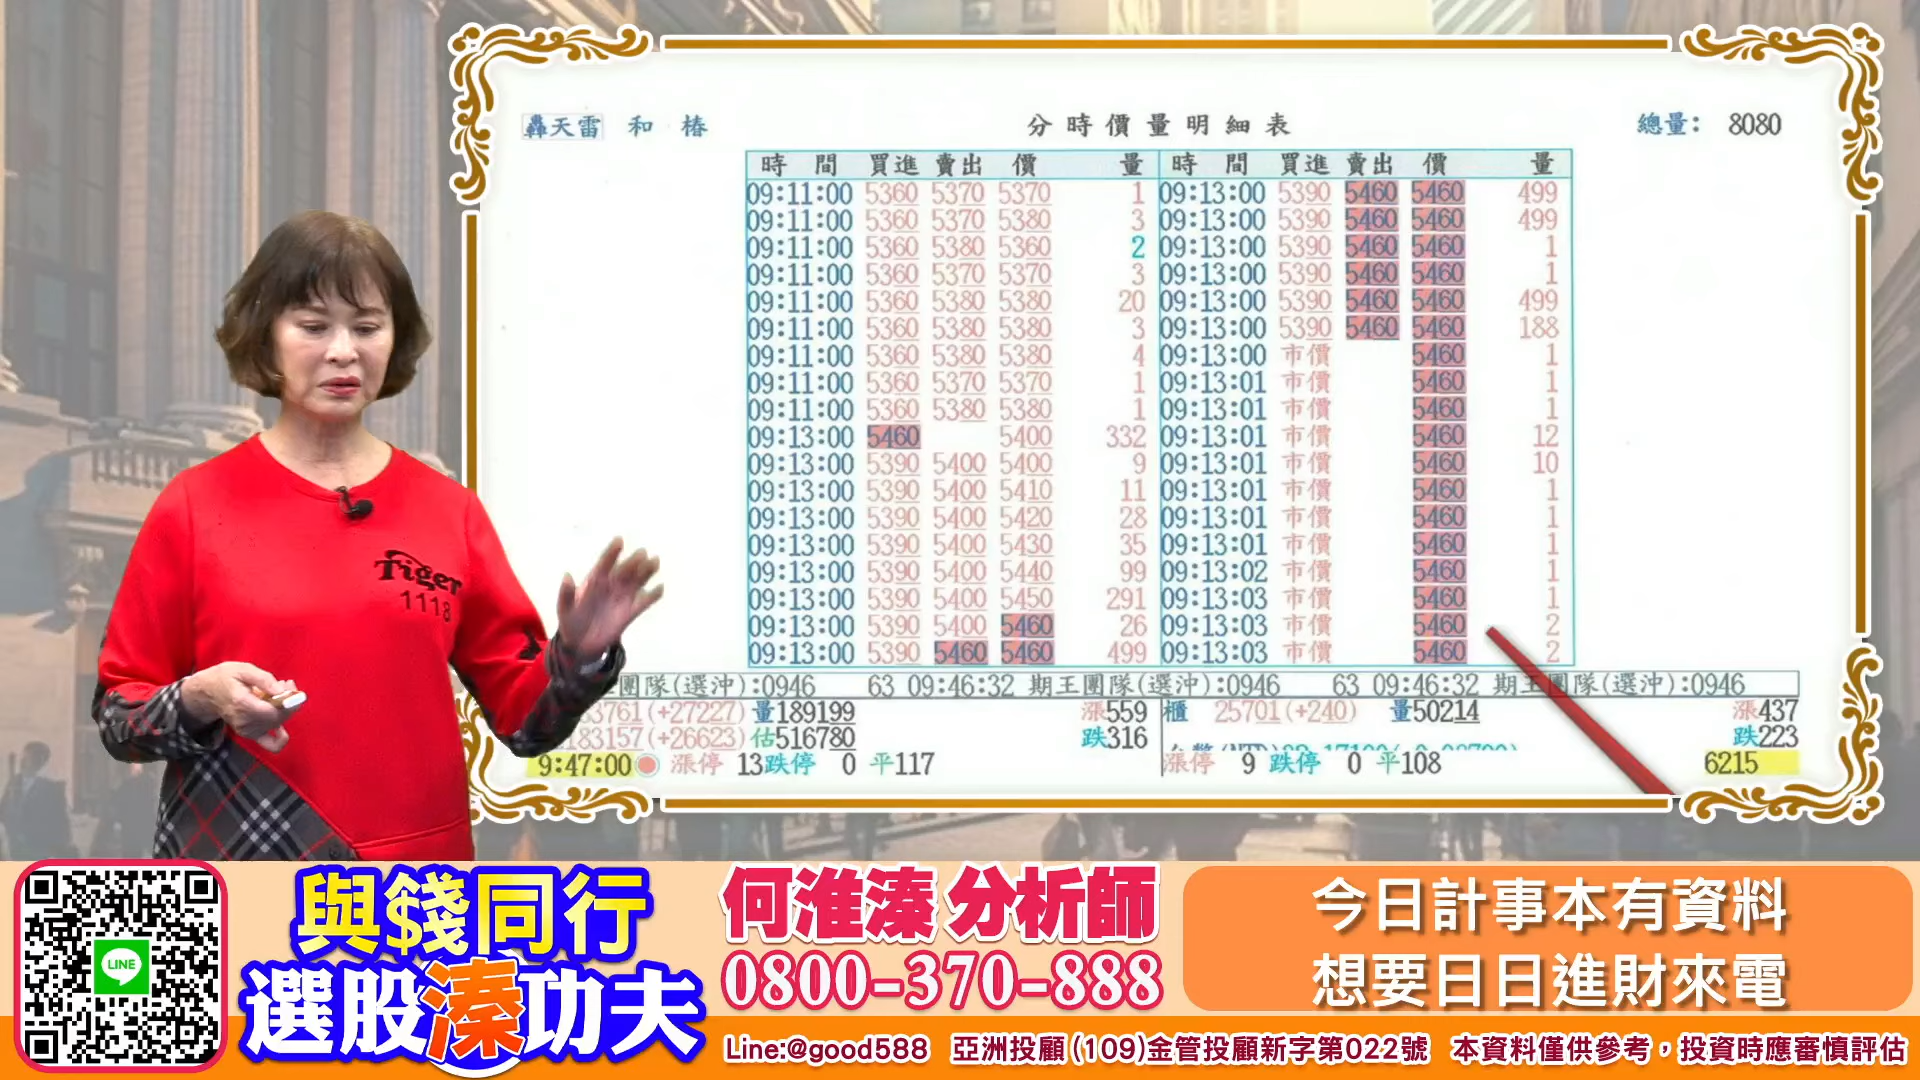 轟天雷 和 椿 分時價量明細表 總量: 8080
時 間 買進 賣出 價 量 時 間 買進 賣出 價 量
09:11:00 5360 5370 5370 1 09:13:00 5390 5460 5460 499
09:11:00 5360 5370 5380 3 09:13:00 5390 5460 5460 499
09:11:00 5360 5380 5360 2 09:13:00 5390 5460 5460 1
09:11:00 5360 5370 5370 3 09:13:00 5390 5460 5460 1
09:11:00 5360 5380 5380 20 09:13:00 5390 5460 5460 499
09:11:00 5360 5380 5380 3 09:13:00 5390 5460 5460 188
09:11:00 5360 5380 5380 4 09:13:00 市價 5460 1
09:11:00 5360 5370 5370 1 09:13:01 市價 5460 1
09:11:00 5360 5380 5380 1 09:13:01 市價 5460 1
09:13:00 5460 5400 332 09:13:01 市價 5460 12
09:13:00 5390 5400 5400 9 09:13:01 市價 5460 10
09:13:00 5390 5400 5410 11 09:13:01 市價 5460 1
09:13:00 5390 5400 5420 28 09:13:01 市價 5460 1
09:13:00 5390 5400 5430 35 09:13:01 市價 5460 1
09:13:00 5390 5400 5440 99 09:13:02 市價 5460 1
09:13:00 5390 5400 5450 291 09:13:03 市價 5460 1
09:13:00 5390 5400 5460 26 09:13:03 市價 5460 2
09:13:00 5390 5460 5460 499 09:13:03 市價 5460 2
團隊(選沖):0946 63 09:46:32 期王團隊(選沖):0946 63 09:46:32 期王團隊(選沖):0946
3761(+27227) 量189199 漲559 櫃 25701(+240) 量50214 漲437
183157(+26623) 估516780 跌316 跌223
9:47:00 漲停 13 跌停 0 平117 漲停 9 跌停 0 平108 6215
Tiger
1118
LINE
與錢同行
選股溱功夫
何淮溱 分析師
0800-370-888
今日計事本有資料
想要日日進財來電
Line:@good588 亞洲投顧 (109)金管投顧新字第022號 本資料僅供參考，投資時應審慎評估